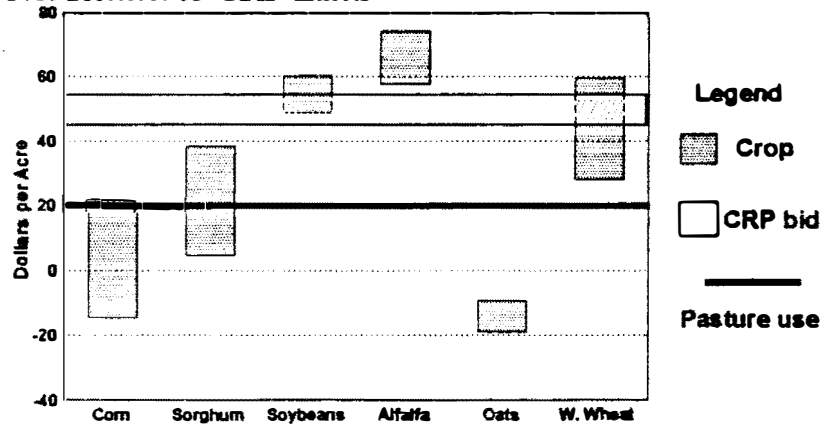 80
60
40
20
0
-20
-40
Dollars per Acre
Corn
Sorghum
Soybeans
Alfalfa
Oats
W. Wheat
Legend
Crop
CRP bid
Pasture use